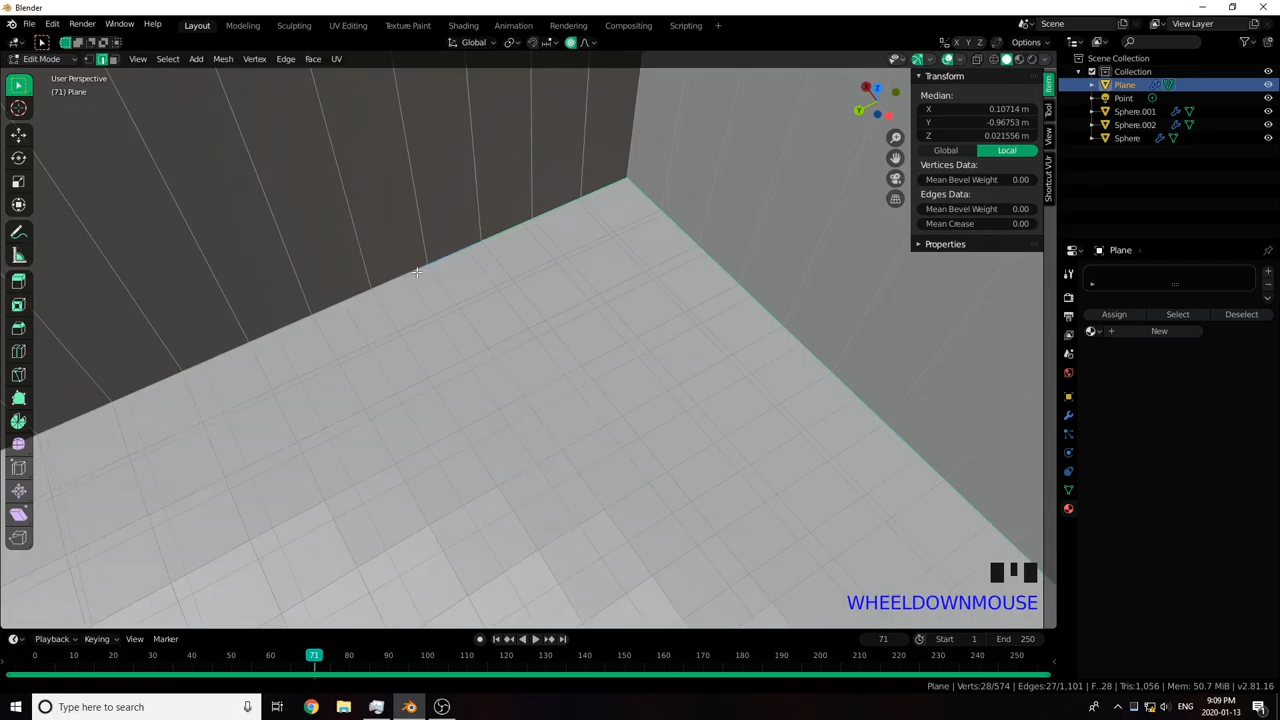 Blender
File Edit Render Window Help
Layout Modeling Sculpting UV Editing Texture Paint Shading Animation Rendering Compositing Scripting
Scene View Layer
Global X Y Z Options
Edit Mode View Select Add Mesh Vertex Edge Face UV
Scene Collection
Collection
Plane
Point
Sphere.001
Sphere.002
Sphere
User Perspective
(71) Plane
X Y Z
Transform
Median:
X 0.10714 m
Y -0.96753 m
Z 0.021556 m
Global Local
Vertices Data:
Mean Bevel Weight 0.00
Edges Data:
Mean Bevel Weight 0.00
Mean Crease 0.00
Properties
Item
Tool
View
Shortcut VUr
Plane
Assign Select Deselect
New
WHEELDOWNMOUSE
Playback Keying View Marker 71 Start 1 End 250
0 10 20 30 40 50 60 71 80 90 100 110 120 130 140 150 160 170 180 190 200 210 220 230 240 250
Plane | Verts:28/574 | Edges:27/1,101 | F..28 | Tris:1,056 | Mem: 50.7 MiB | v2.81.16
Type here to search
ENG
9:09 PM
2020-01-13